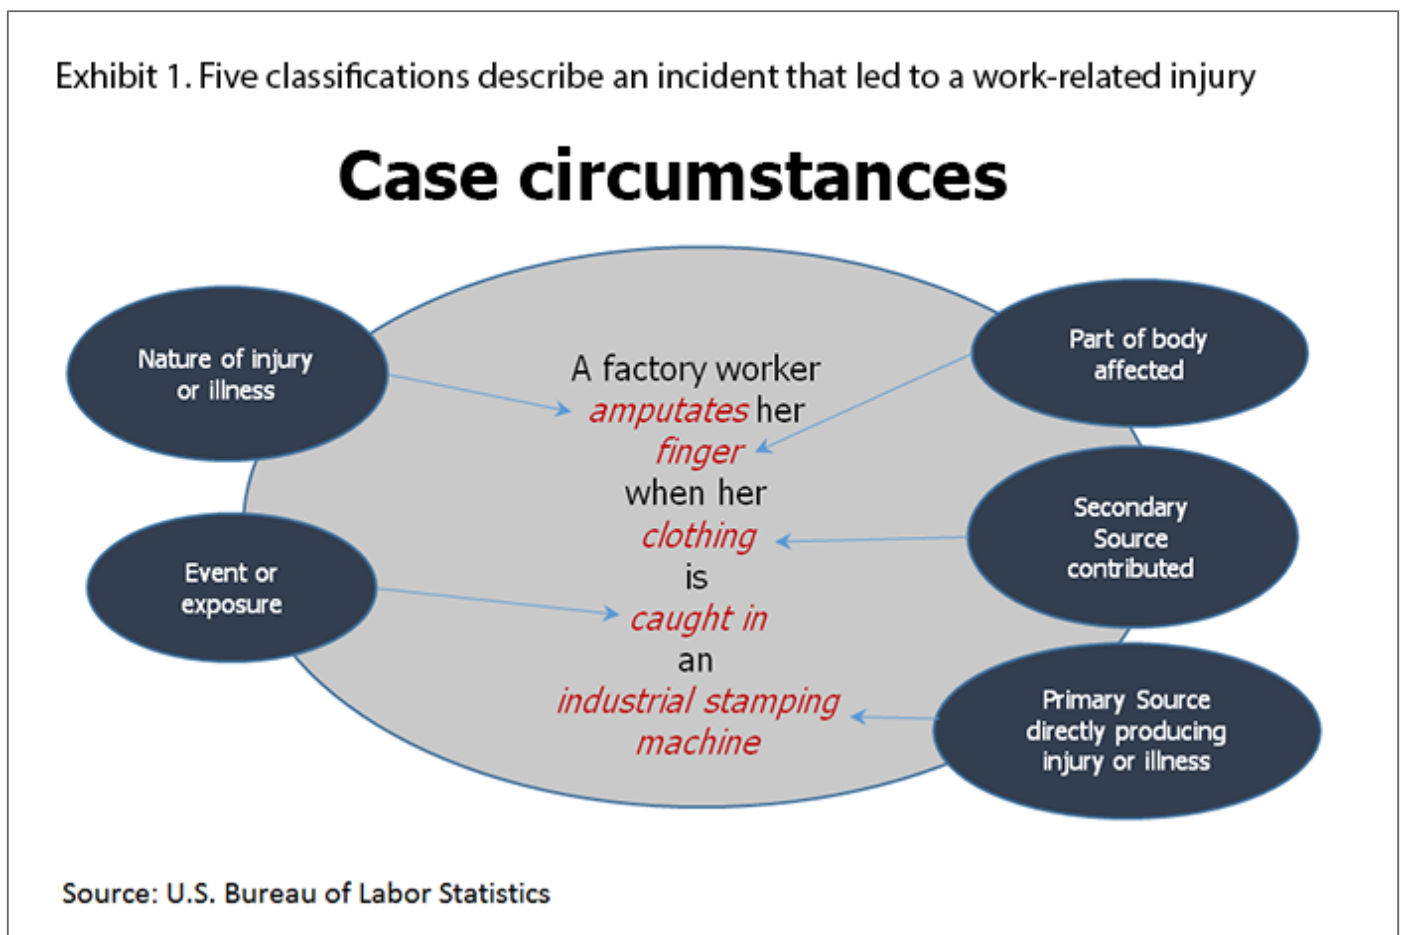 Exhibit 1. Five classifications describe an incident that led to a work-related injury
Case circumstances
Nature of injury
or illness
Event or
exposure
A factory worker
amputates her
finger
when her
clothing
is
caught in
an
industrial stamping
machine
Part of body
affected
Secondary
Source
contributed
Primary Source
directly producing
injury or illness
Source: U.S. Bureau of Labor Statistics